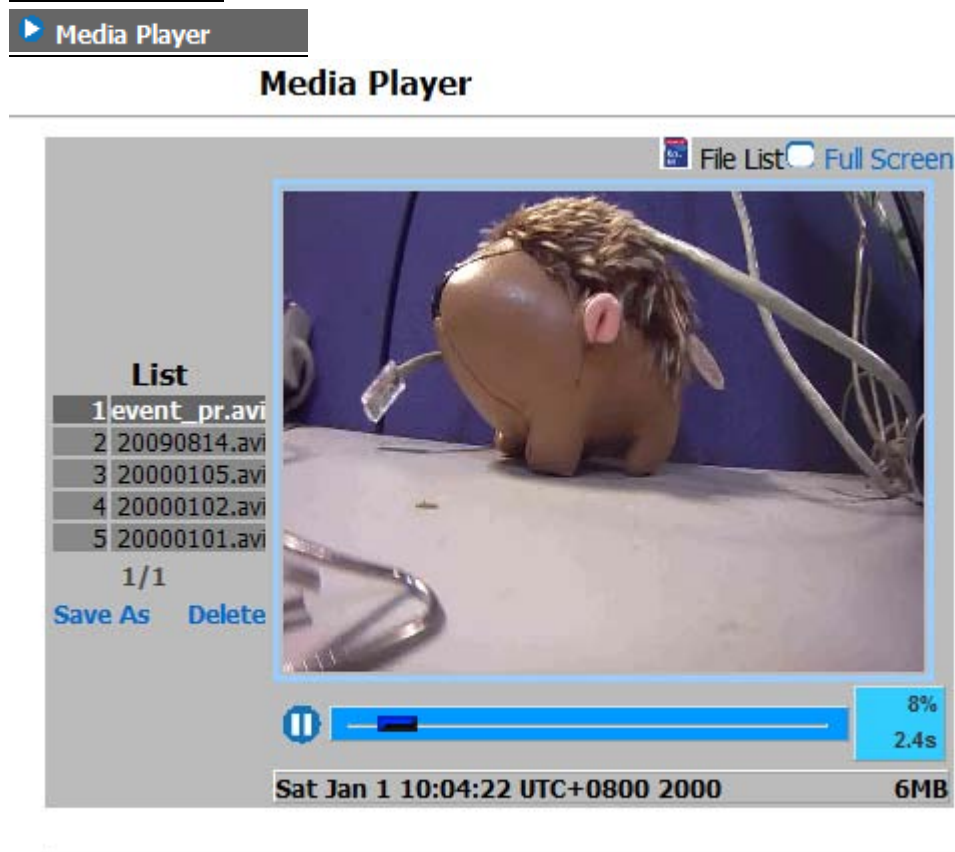 Media Player
Media Player
File List Full Screen
List
1 event_pr.avi
2 20090814.avi
3 20000105.avi
4 20000102.avi
5 20000101.avi
1/1
Save As Delete
8%
2.4s
Sat Jan 1 10:04:22 UTC+0800 2000 6MB